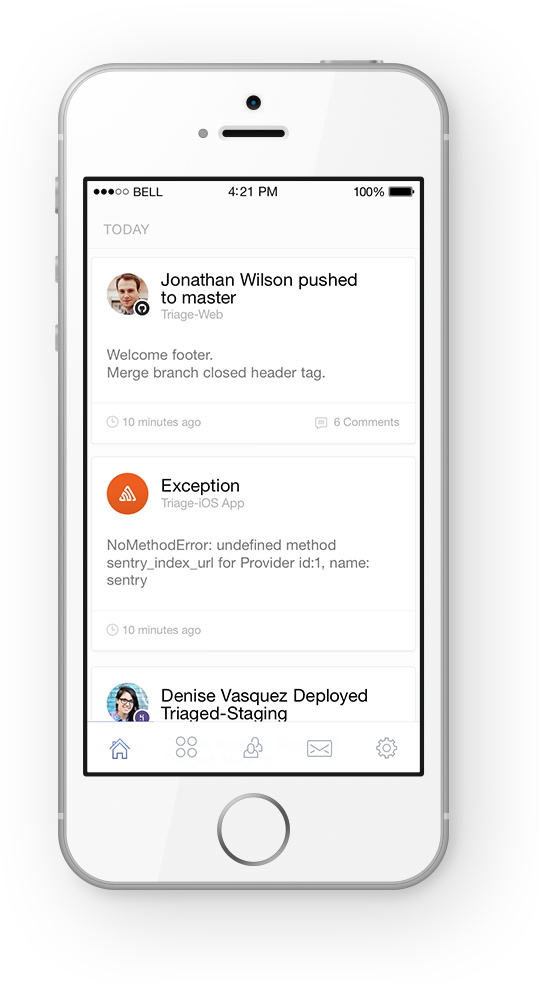 BELL 4:21 PM 100%
TODAY
Jonathan Wilson pushed
to master
Triage-Web
Welcome footer.
Merge branch closed header tag.
10 minutes ago 6 Comments
Exception
Triage-iOS App
NoMethodError: undefined method
sentry_index_url for Provider id:1, name:
sentry
10 minutes ago
Denise Vasquez Deployed
Triaged-Staging